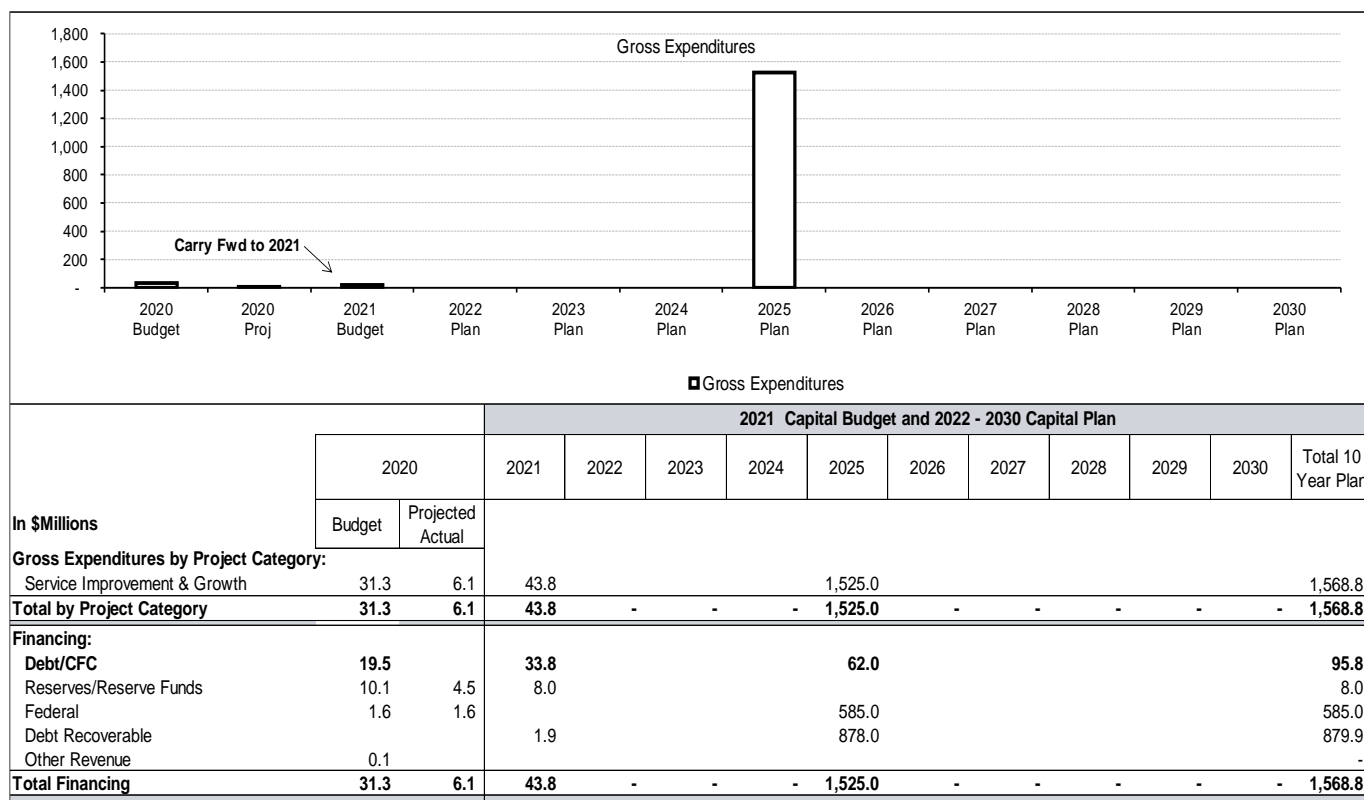 Gross Expenditures
1,800
1,600
1,400
1,200
1,000
800
600
400
200
-
Carry Fwd to 2021
2020 2020 2021 2022 2023 2024 2025 2026 2027 2028 2029 2030
Budget Proj Budget Plan Plan Plan Plan Plan Plan Plan Plan Plan
Gross Expenditures
2021 Capital Budget and 2022 - 2030 Capital Plan
2020 2021 2022 2023 2024 2025 2026 2027 2028 2029 2030 Total 10
Year Plan
In $Millions Budget Projected
Actual
Gross Expenditures by Project Category:
Service Improvement & Growth 31.3 6.1 43.8 1,525.0 1,568.8
Total by Project Category 31.3 6.1 43.8 - - - 1,525.0 - - - - - 1,568.8
Financing:
Debt/CFC 19.5 33.8 62.0 95.8
Reserves/Reserve Funds 10.1 4.5 8.0 8.0
Federal 1.6 1.6 585.0 585.0
Debt Recoverable 1.9 878.0 879.9
Other Revenue 0.1 -
Total Financing 31.3 6.1 43.8 - - - 1,525.0 - - - - - 1,568.8